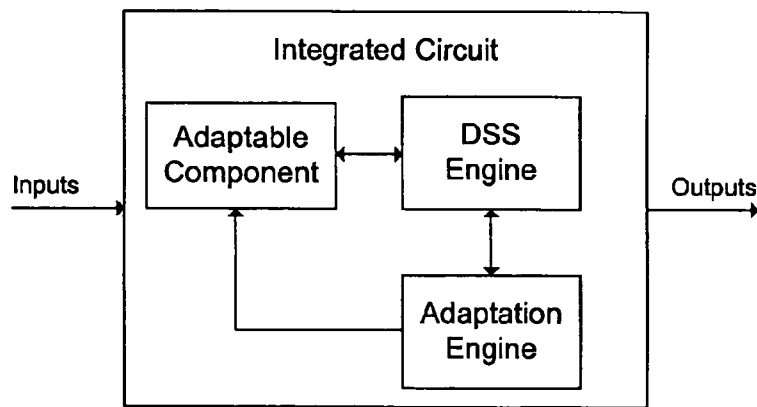 Integrated Circuit
Adaptable
Component
DSS
Engine
Inputs
Outputs
Adaptation
Engine